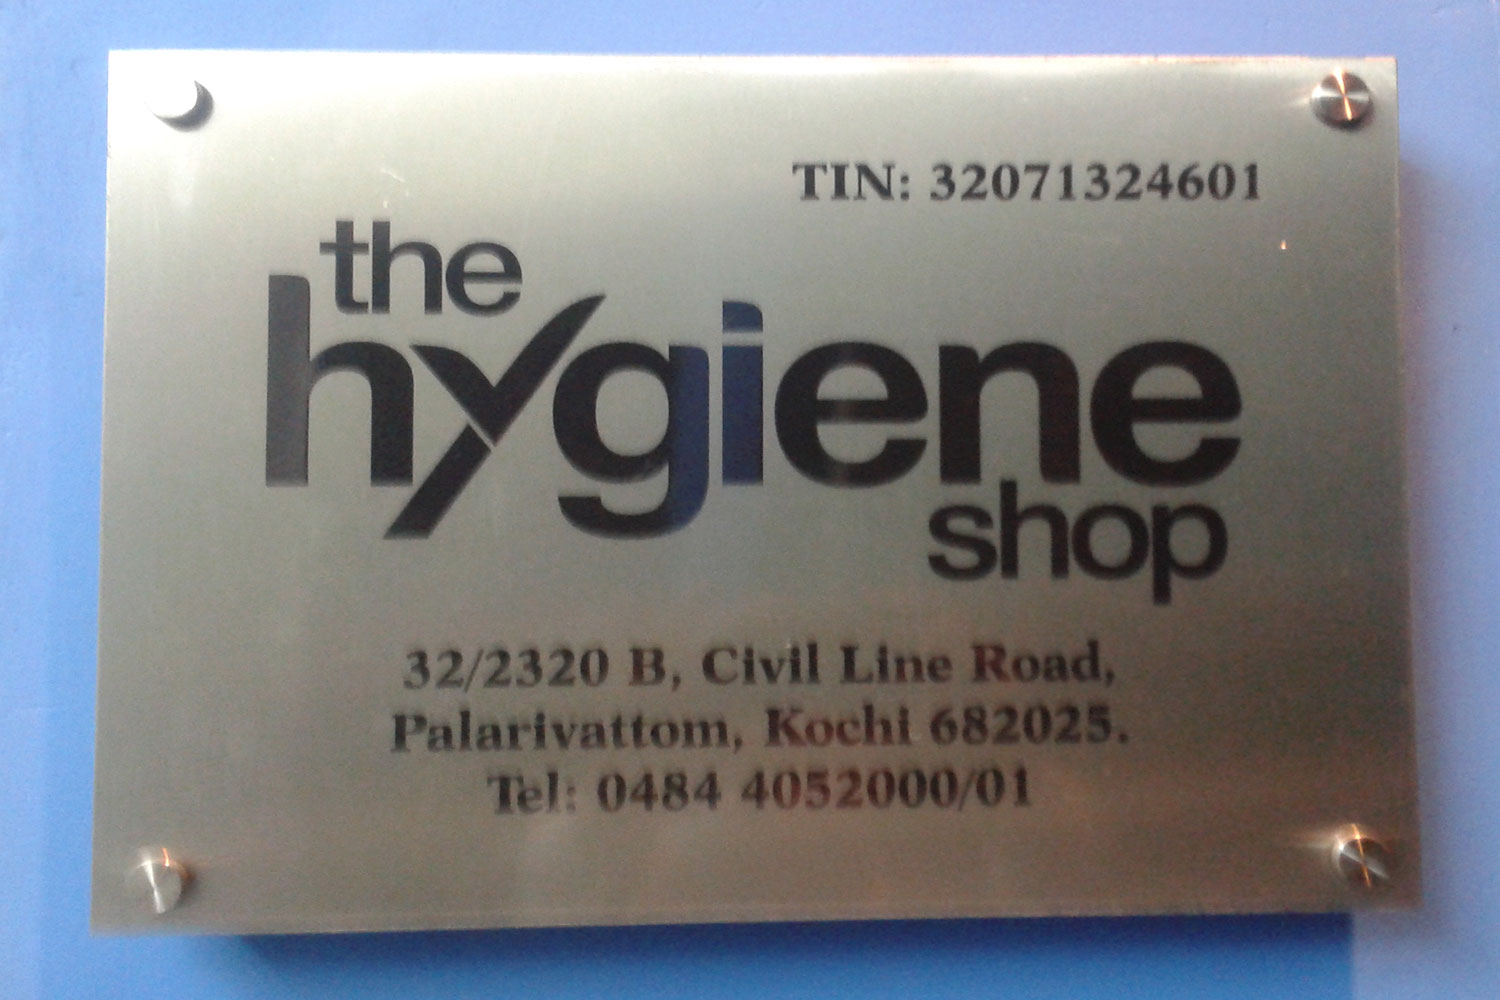 TIN: 32071324601
the
hygiene
shop
32/2320 B, Civil Line Road,
Palarivattom, Kochi 682025.
Tel: 0484 4052000/01